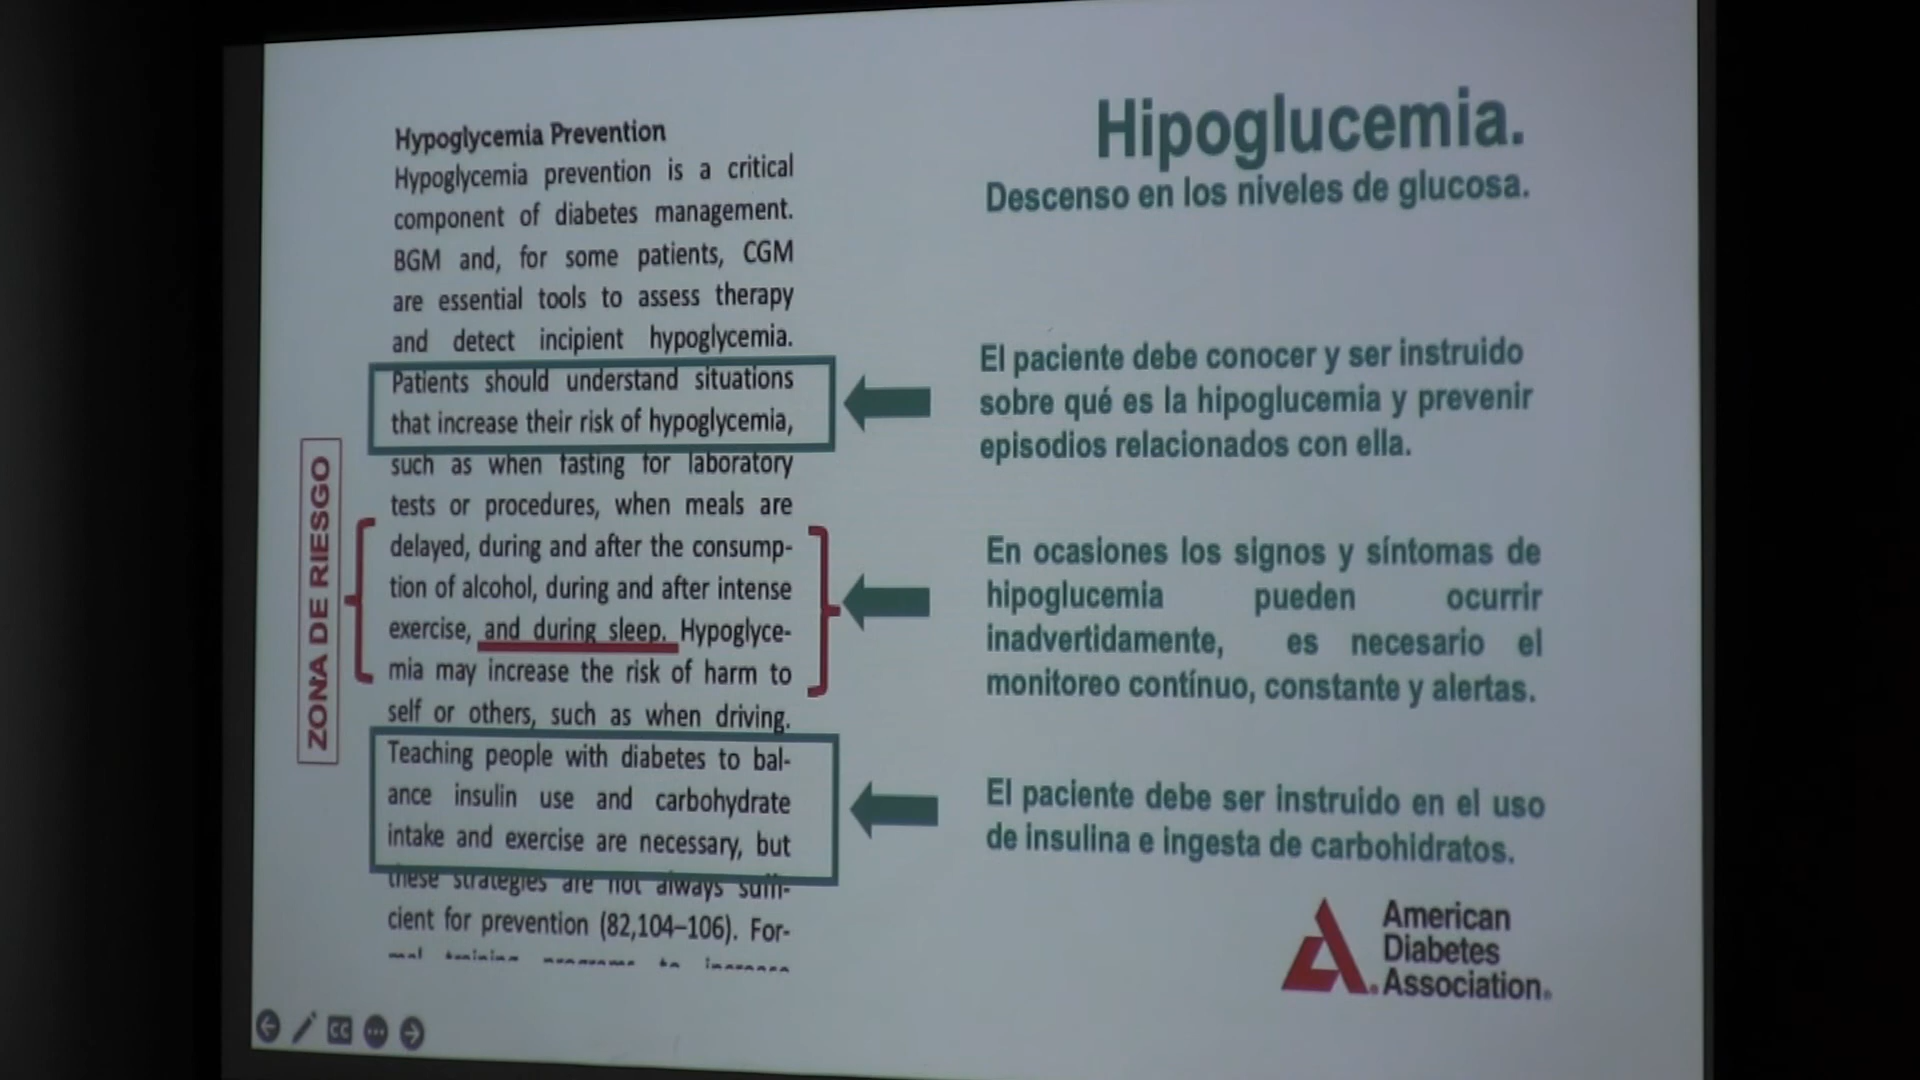 Hypoglycemia Prevention
Hypoglycemia prevention is a critical
component of diabetes management.
BGM and, for some patients, CGM
are essential tools to assess therapy
and detect incipient hypoglycemia.
Patients should understand situations
that increase their risk of hypoglycemia,
such as when fasting for laboratory
tests or procedures, when meals are
delayed, during and after the consump-
tion of alcohol, during and after intense
exercise, and during sleep. Hypoglyce-
mia may increase the risk of harm to
self or others, such as when driving.
Teaching people with diabetes to bal-
ance insulin use and carbohydrate
intake and exercise are necessary, but
these strategies are not always suffi-
cient for prevention (82,104–106). For-
ZONA DE RIESGO
Hipoglucemia.
Descenso en los niveles de glucosa.
El paciente debe conocer y ser instruido
sobre qué es la hipoglucemia y prevenir
episodios relacionados con ella.
En ocasiones los signos y síntomas de
hipoglucemia pueden ocurrir
inadvertidamente, es necesario el
monitoreo contínuo, constante y alertas.
El paciente debe ser instruido en el uso
de insulina e ingesta de carbohidratos.
American
Diabetes
Association®
CC